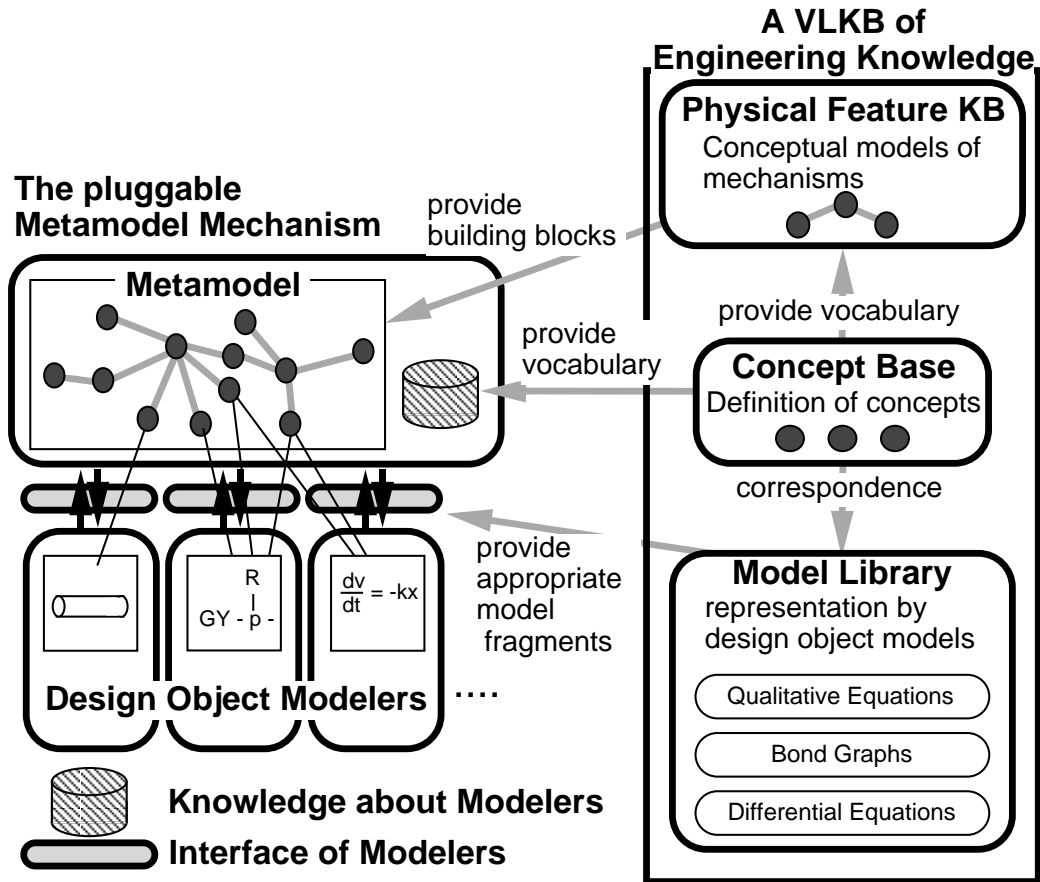 A VLKB of
Engineering Knowledge
Physical Feature KB
Conceptual models of
mechanisms
The pluggable
Metamodel Mechanism
provide
building blocks
Metamodel
provide vocabulary
provide
vocabulary
Concept Base
Definition of concepts
correspondence
provide
appropriate
model
fragments
Model Library
representation by
design object models
Qualitative Equations
Bond Graphs
Differential Equations
R
GY - p -
dv
dt
= -kx
Design Object Modelers
....
Knowledge about Modelers
Interface of Modelers